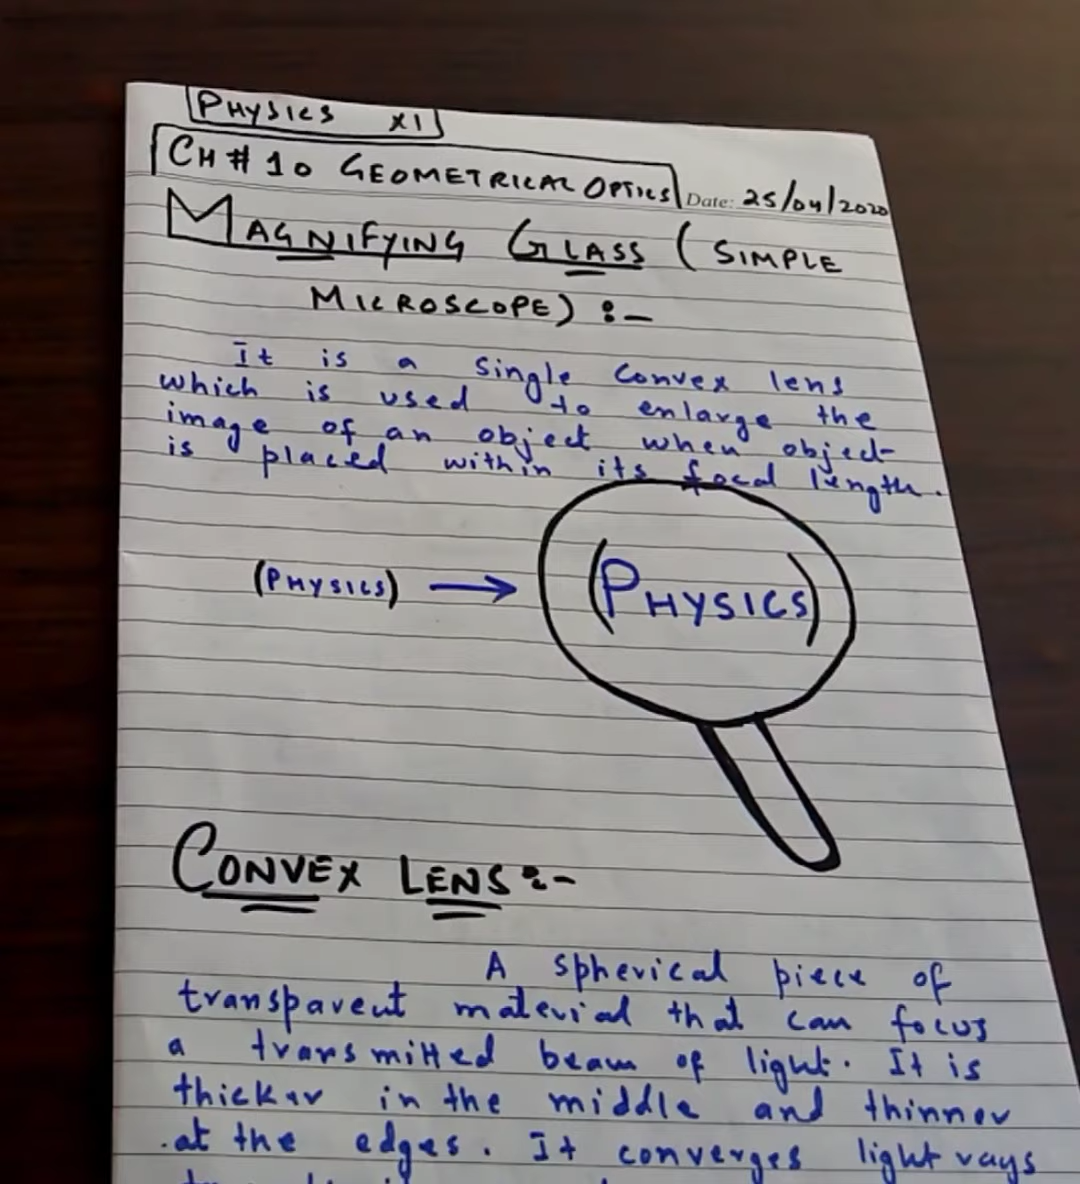 PHYSICS XI
CH # 10 GEOMETRICAL OPTICS Date: 25/04/2020
MAGNIFYING GLASS (SIMPLE
MICROSCOPE) :-
It is a single convex lens
which is used to enlarge the
image of an object when object
is placed within its focal length.
(PHYSICS) → (PHYSICS)
CONVEX LENS :-
A spherical piece of
transparent material that can focus
a transmitted beam of light. It is
thicker in the middle and thinner
at the edges. It converges light rays